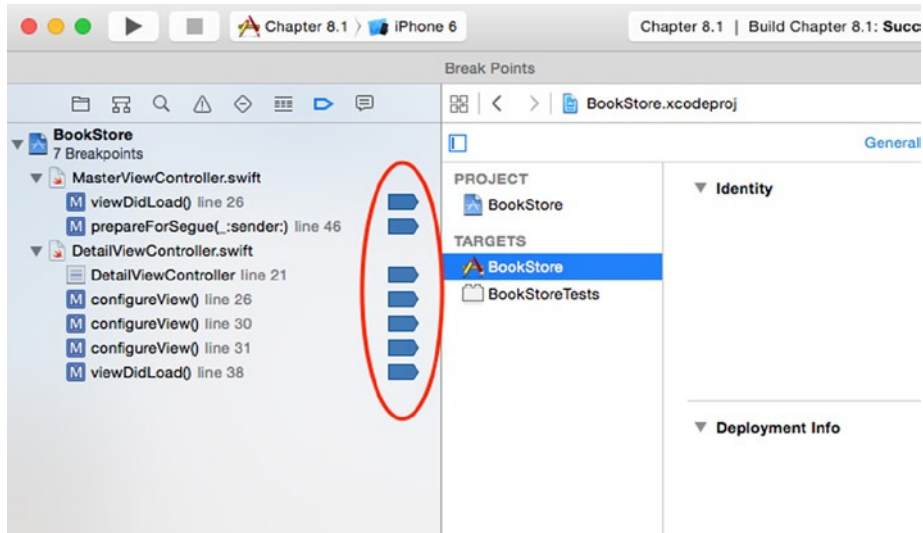 Chapter 8.1 iPhone 6
Chapter 8.1 | Build Chapter 8.1:
Break Points
BookStore.xcodeproj
BookStore
7 Breakpoints
General
MasterViewController.swift
M viewDidLoad() line 26
M prepareForSegue(_:sender:) line 46
DetailViewController.swift
DetailViewController line 21
M configureView() line 26
M configureView() line 30
M configureView() line 31
M viewDidLoad() line 38
PROJECT
BookStore
TARGETS
BookStore
BookStoreTests
Identity
Deployment Info